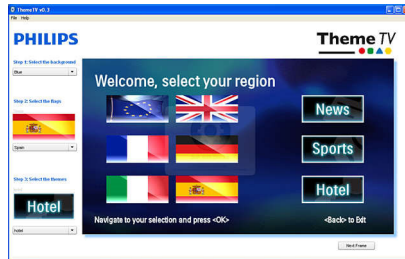 ThemeTV v0.3
File Help
PHILIPS
Theme TV
Step 1: Select the background
Blue
Welcome, select your region
Step 2: Select the flags
News
Spain
Sports
Step 3: Select the themes
Hotel
Hotel
hotel
Navigate to your selection and press <OK>
<Back> to Exit
Next Frame